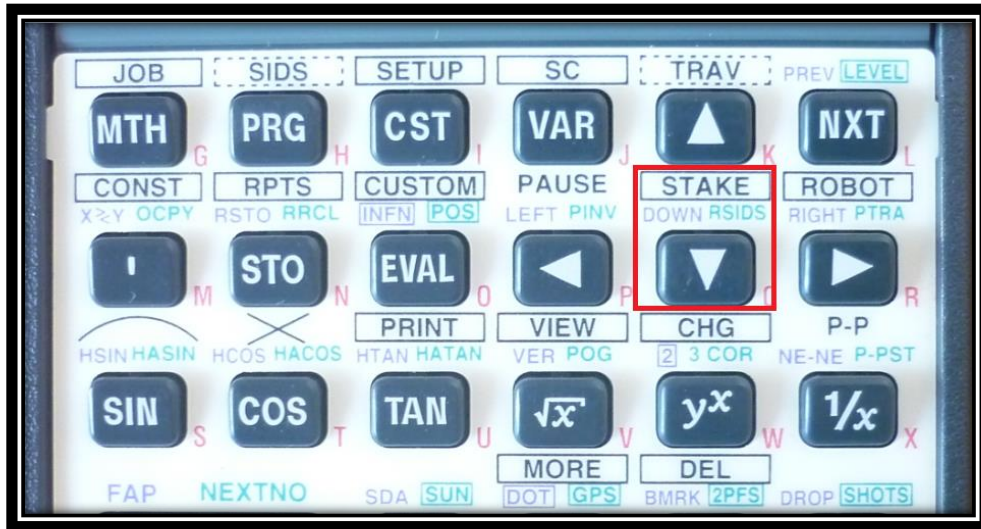 JOB SIDS SETUP SC TRAV PREV LEVEL
MTH PRG CST VAR NXT
G H I J K L
CONST RPTS CUSTOM PAUSE STAKE ROBOT
X≷Y OCPY RSTO RRCL INFN POS LEFT PINV DOWN RSIDS RIGHT PTRA
' STO EVAL
M N O P Q R
PRINT VIEW CHG P-P
HSIN HASIN HCOS HACOS HTAN HATAN VER POG 2 3 COR NE-NE P-PST
SIN COS TAN √x yˣ 1/x
S T U V W X
MORE DEL
FAP NEXTNO SDA SUN DOT GPS BMRK 2PFS DROP SHOTS